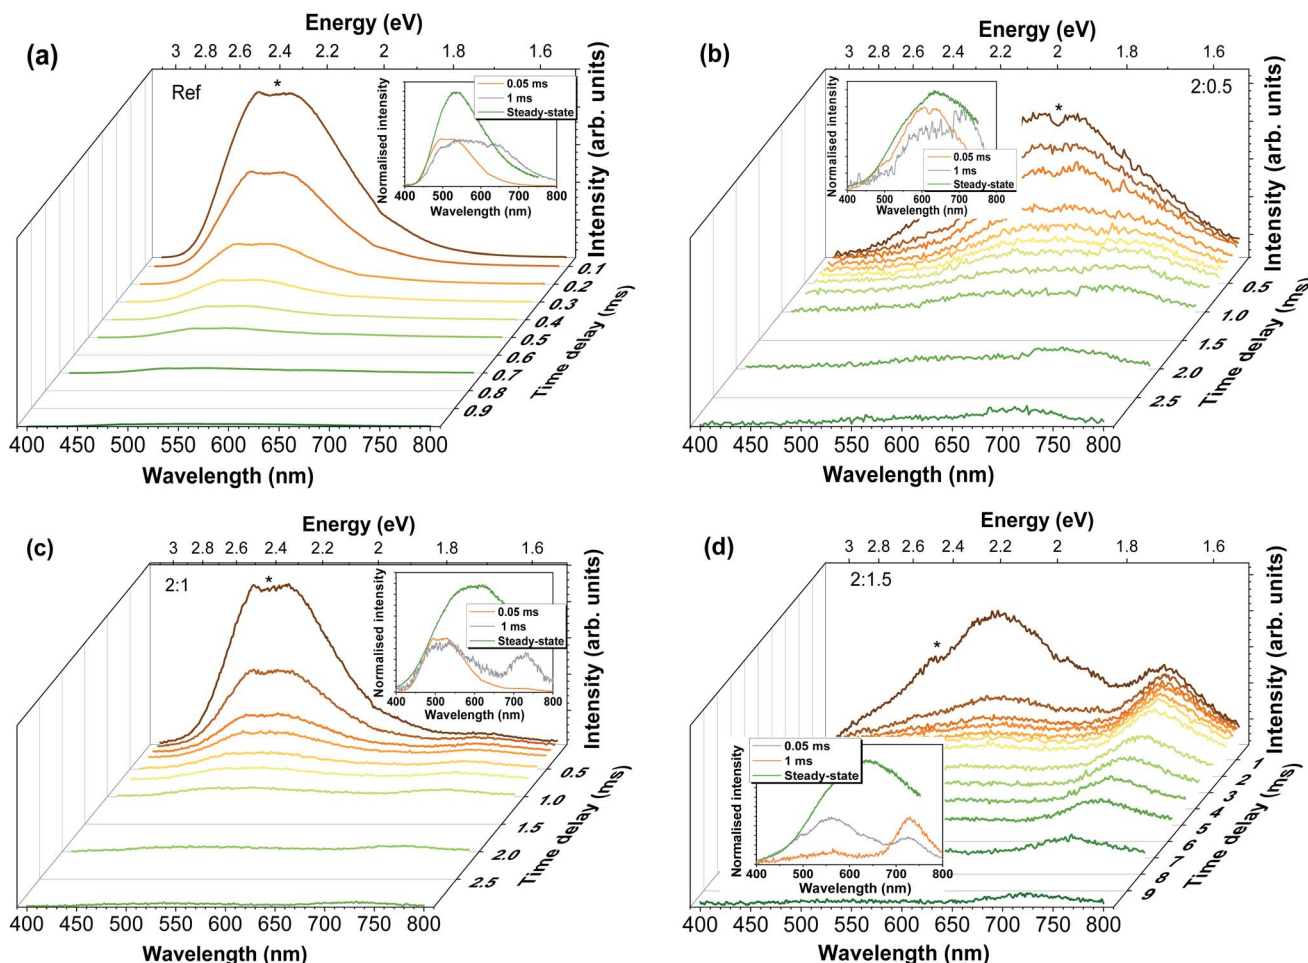 (a)
Energy (eV)
3 2.8 2.6 2.4 2.2 2 1.8 1.6
Ref
*
Normalised intensity
0.05 ms
1 ms
Steady-state
400 500 600 700 800
Wavelength (nm)
Intensity (arb. units)
0.1
0.2
0.3
0.4
0.5
0.6
0.7
0.8
0.9
Time delay (ms)
400 450 500 550 600 650 700 750 800
Wavelength (nm)
(b)
Energy (eV)
3 2.8 2.6 2.4 2.2 2 1.8 1.6
2:0.5
*
Normalised intensity
0.05 ms
1 ms
Steady-state
400 500 600 700 800
Wavelength (nm)
Intensity (arb. units)
0.5
1.0
1.5
2.0
2.5
Time delay (ms)
400 450 500 550 600 650 700 750 800
Wavelength (nm)
(c)
Energy (eV)
3 2.8 2.6 2.4 2.2 2 1.8 1.6
2:1
*
Normalised intensity
0.05 ms
1 ms
Steady-state
400 500 600 700 800
Wavelength (nm)
Intensity (arb. units)
0.5
1.0
1.5
2.0
2.5
Time delay (ms)
400 450 500 550 600 650 700 750 800
Wavelength (nm)
(d)
Energy (eV)
3 2.8 2.6 2.4 2.2 2 1.8 1.6
2:1.5
*
Normalised intensity
0.05 ms
1 ms
Steady-state
400 500 600 700 800
Wavelength (nm)
Intensity (arb. units)
1
2
3
4
5
6
7
8
9
Time delay (ms)
400 450 500 550 600 650 700 750 800
Wavelength (nm)